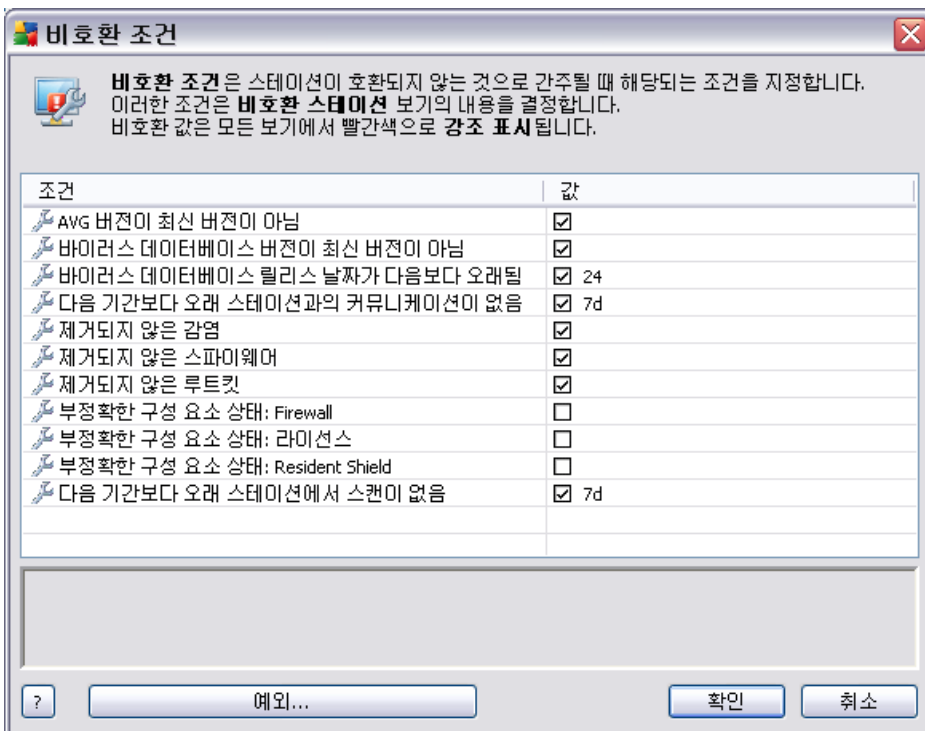 비호환 조건
비호환 조건은 스테이션이 호환되지 않는 것으로 간주될 때 해당되는 조건을 지정합니다.
이러한 조건은 비호환 스테이션 보기의 내용을 결정합니다.
비호환 값은 모든 보기에서 빨간색으로 강조 표시됩니다.
조건 값
AVG 버전이 최신 버전이 아님
바이러스 데이터베이스 버전이 최신 버전이 아님
바이러스 데이터베이스 릴리스 날짜가 다음보다 오래됨 24
다음 기간보다 오래 스테이션과의 커뮤니케이션이 없음 7d
제거되지 않은 감염
제거되지 않은 스파이웨어
제거되지 않은 루트킷
부정확한 구성 요소 상태: Firewall
부정확한 구성 요소 상태: 라이선스
부정확한 구성 요소 상태: Resident Shield
다음 기간보다 오래 스테이션에서 스캔이 없음 7d
? 예외... 확인 취소